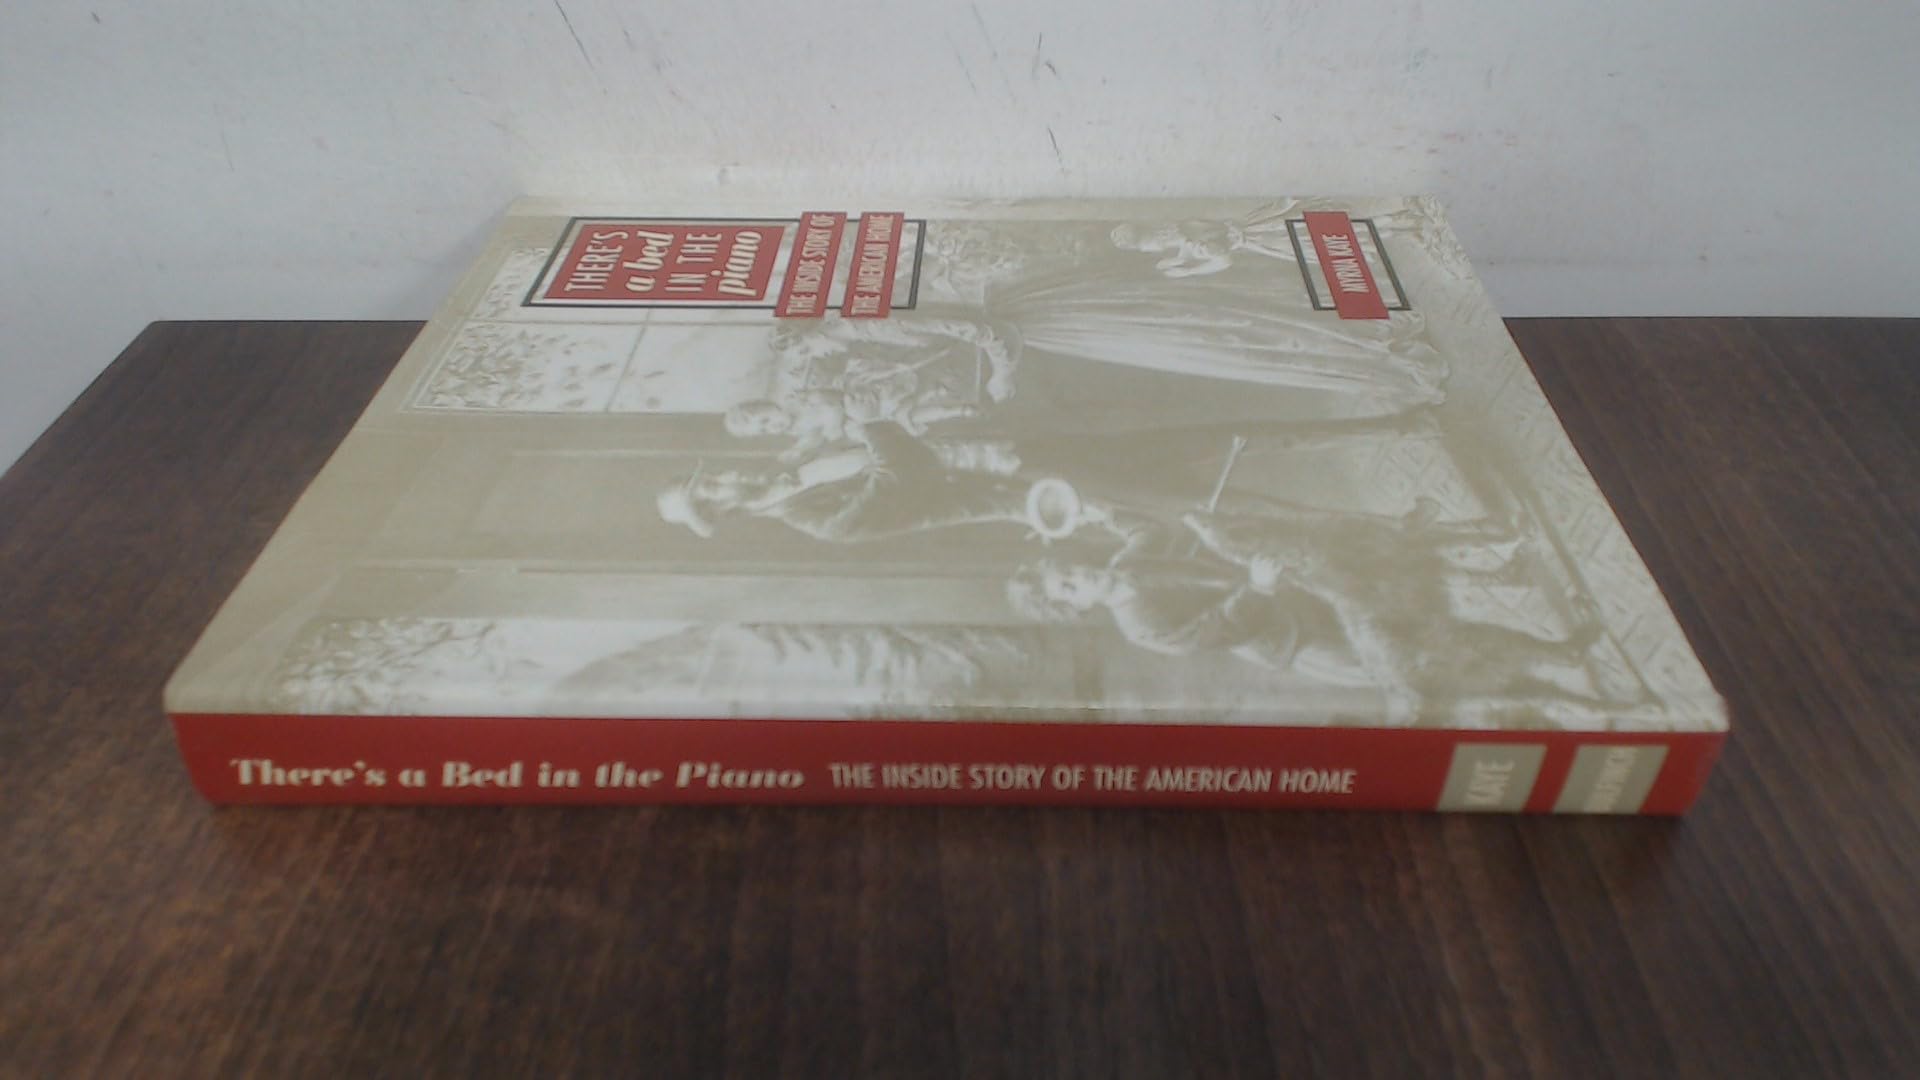 THERE'S
a bed
IN THE
piano
THE INSIDE STORY OF
THE AMERICAN HOME
MYRNA KAYE
There's a Bed in the Piano THE INSIDE STORY OF THE AMERICAN HOME
KAYE
BULFINCH